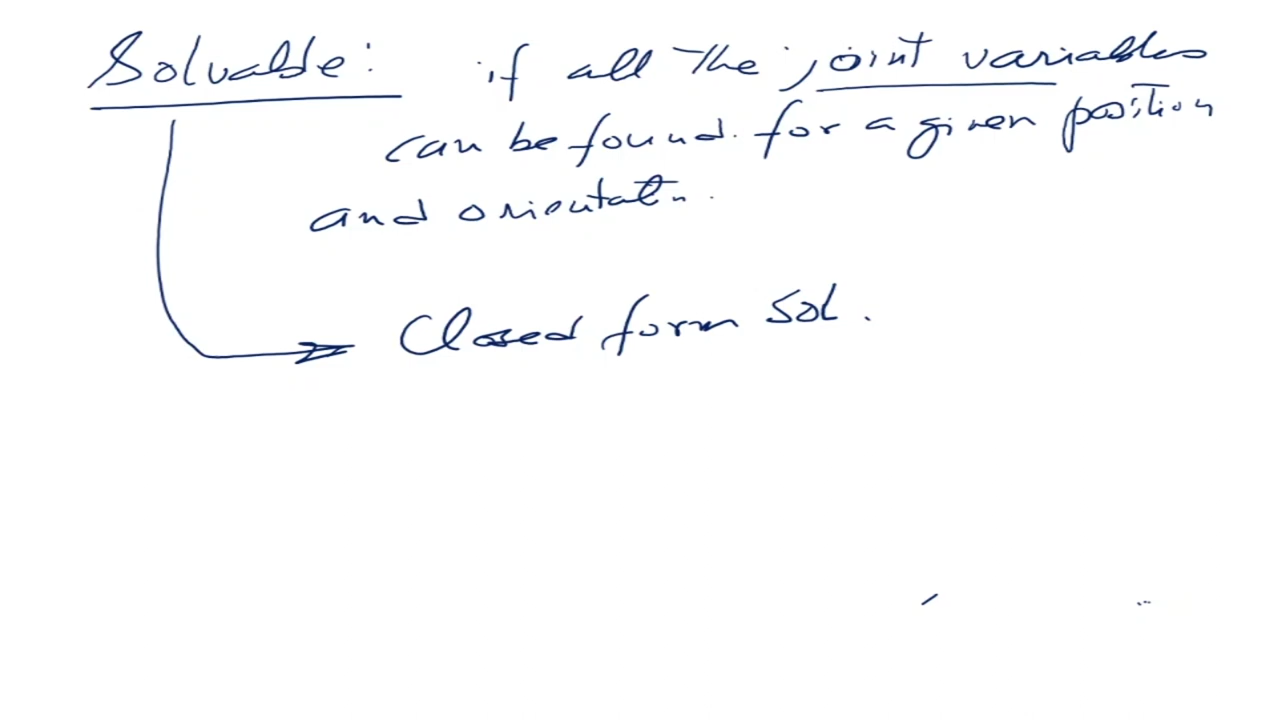 Solvable: if all the joint variables
can be found. for a given position
and orientatn.
Closed form sol.